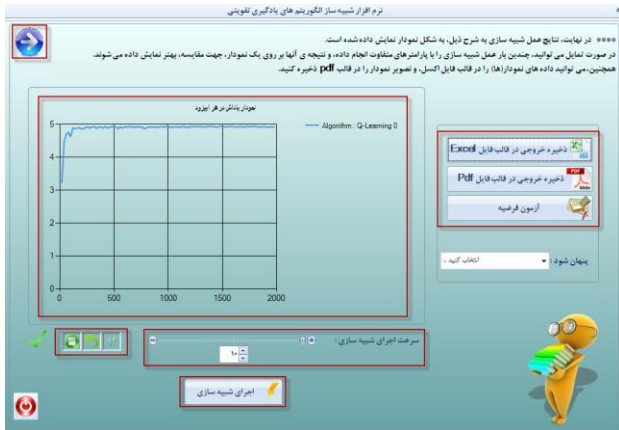 نرم افزار شبیه ساز الگوریتم های یادگیری تقویتی
**** در نهایت، نتایج عمل شبیه سازی به شرح ذیل، به شکل نمودار نمایش داده شده است.
در صورت تمایل می توانید، چندین بار عمل شبیه سازی را با پارامترهای متفاوت انجام داده، و نتیجه ی آنها بر روی یک نمودار، جهت مقایسه، بهتر نمایش داده می شوند.
همچنین، می توانید داده های نمودار(ها) را در قالب فایل اکسل، و تصویر نمودار را در قالب pdf ذخیره کنید.
نمودار پاداش در هر اپیزود
Algorithm : Q-Learning 0
5
4
3
2
1
0
0 500 1000 1500 2000
ذخیره خروجی در قالب فایل Excel
ذخیره خروجی در قالب فایل Pdf
آزمون فرضیه
پنهان شود : انتخاب کنید ..
سرعت اجرای شبیه سازی :
۱۰
اجرای شبیه سازی